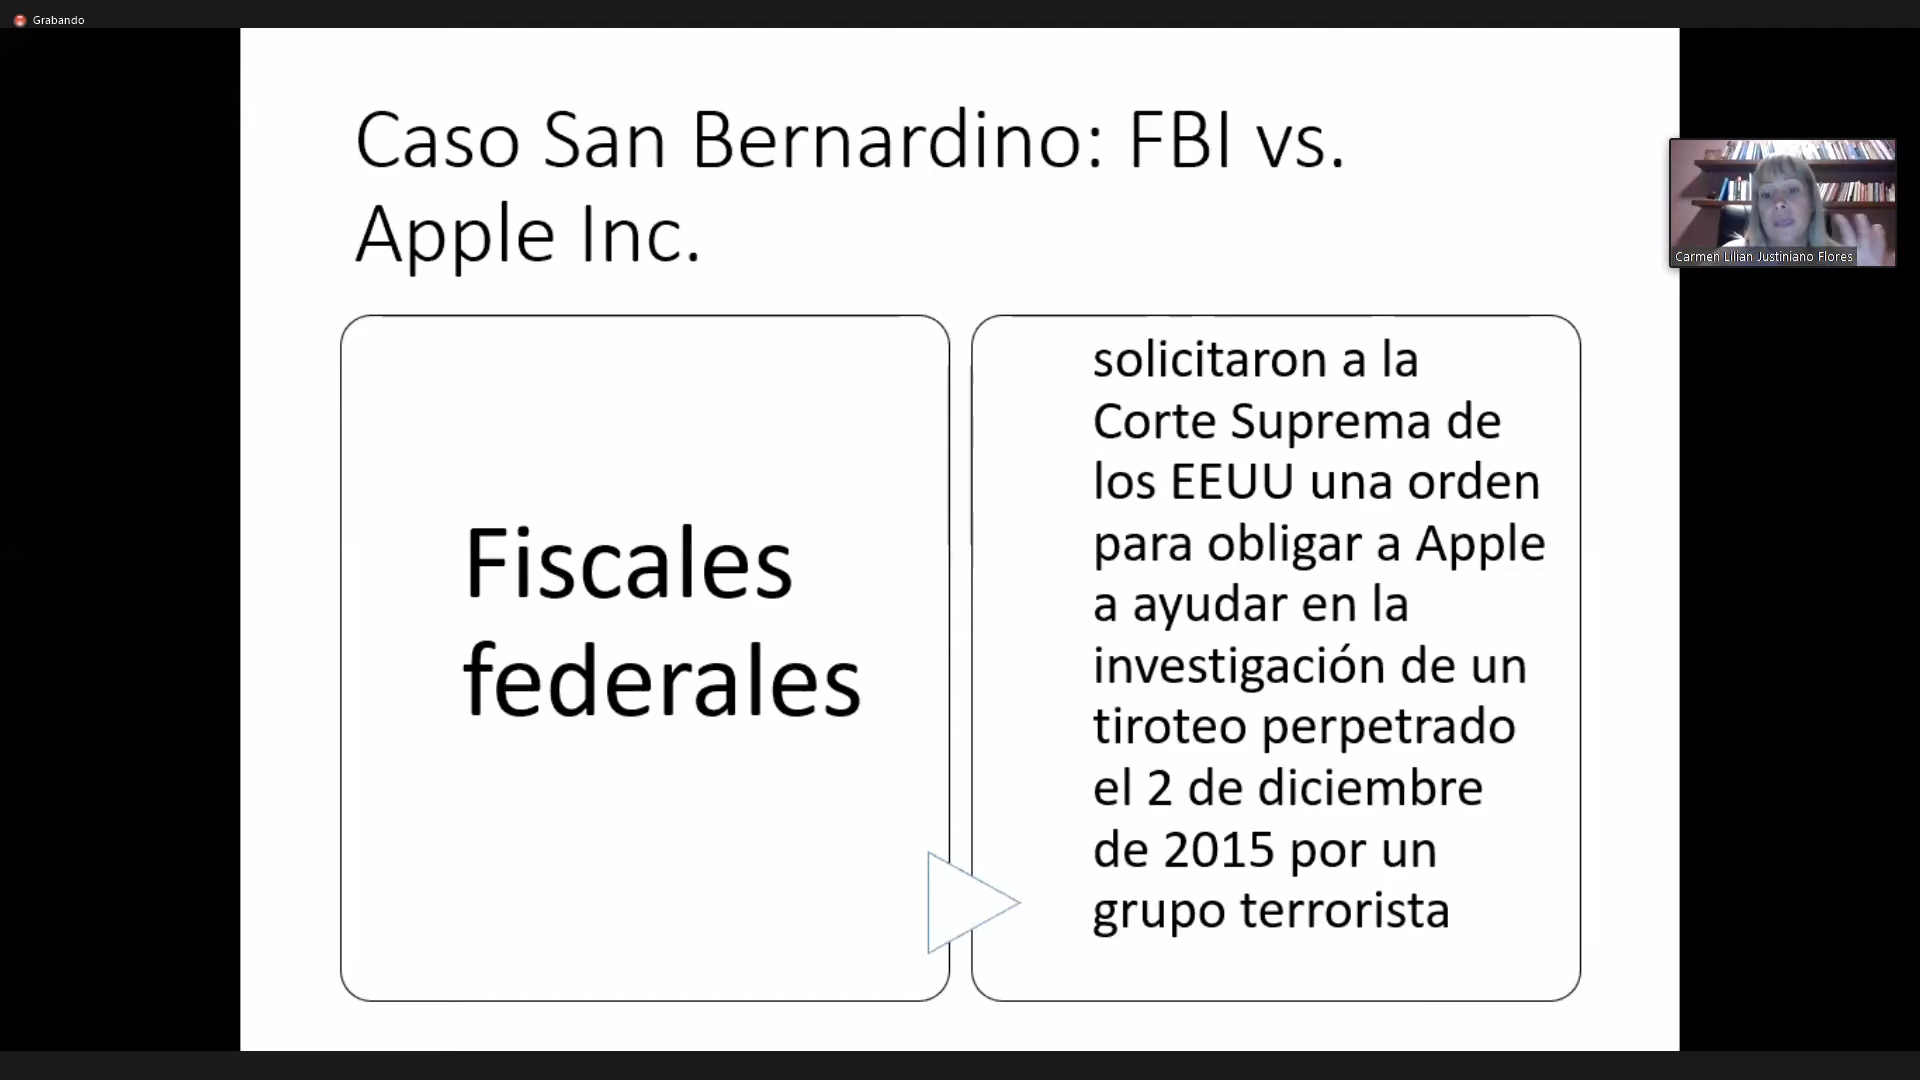 Grabando
Caso San Bernardino: FBI vs.
Apple Inc.
Carmen Lilian Justiniano Flores
Fiscales
federales
solicitaron a la
Corte Suprema de
los EEUU una orden
para obligar a Apple
a ayudar en la
investigación de un
tiroteo perpetrado
el 2 de diciembre
de 2015 por un
grupo terrorista